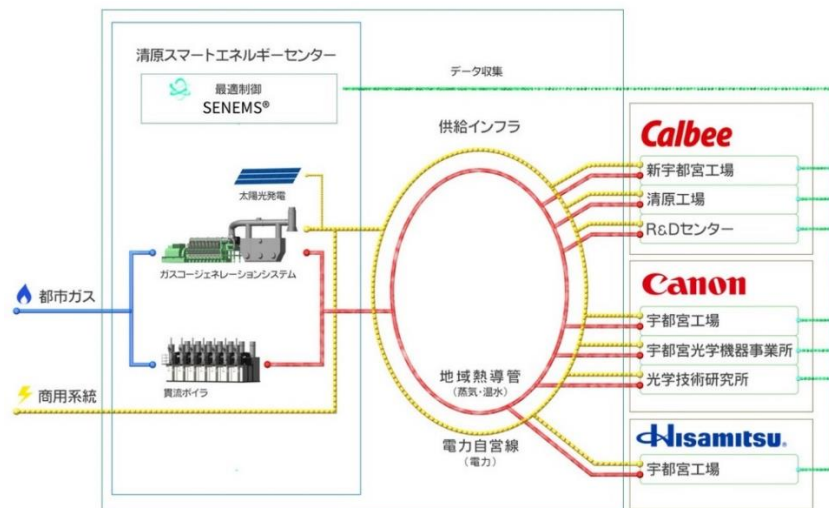 清原スマートエネルギーセンター
最適制御
SENEMS®
データ収集
供給インフラ
太陽光発電
ガスコージェネレーションシステム
都市ガス
貫流ボイラ
商用系統
地域熱導管
(蒸気・温水)
電力自営線
(電力)
Calbee
新宇都宮工場
清原工場
R&Dセンター
Canon
宇都宮工場
宇都宮光学機器事業所
光学技術研究所
Hisamitsu®
宇都宮工場